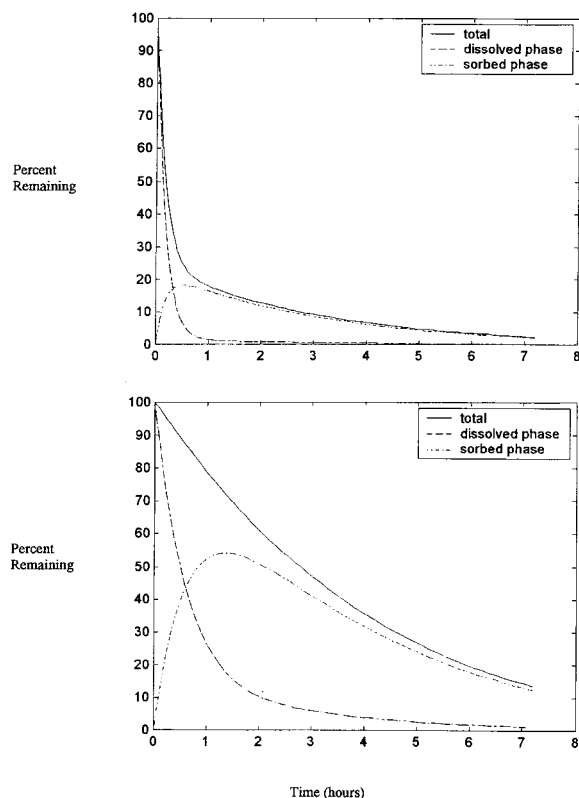 100
total
dissolved phase
sorbed phase
90
80
70
60
Percent
Remaining
50
40
30
20
10
0
0 1 2 3 4 5 6 7 8
100
total
dissolved phase
sorbed phase
90
80
70
60
Percent
Remaining
50
40
30
20
10
0
0 1 2 3 4 5 6 7 8
Time (hours)